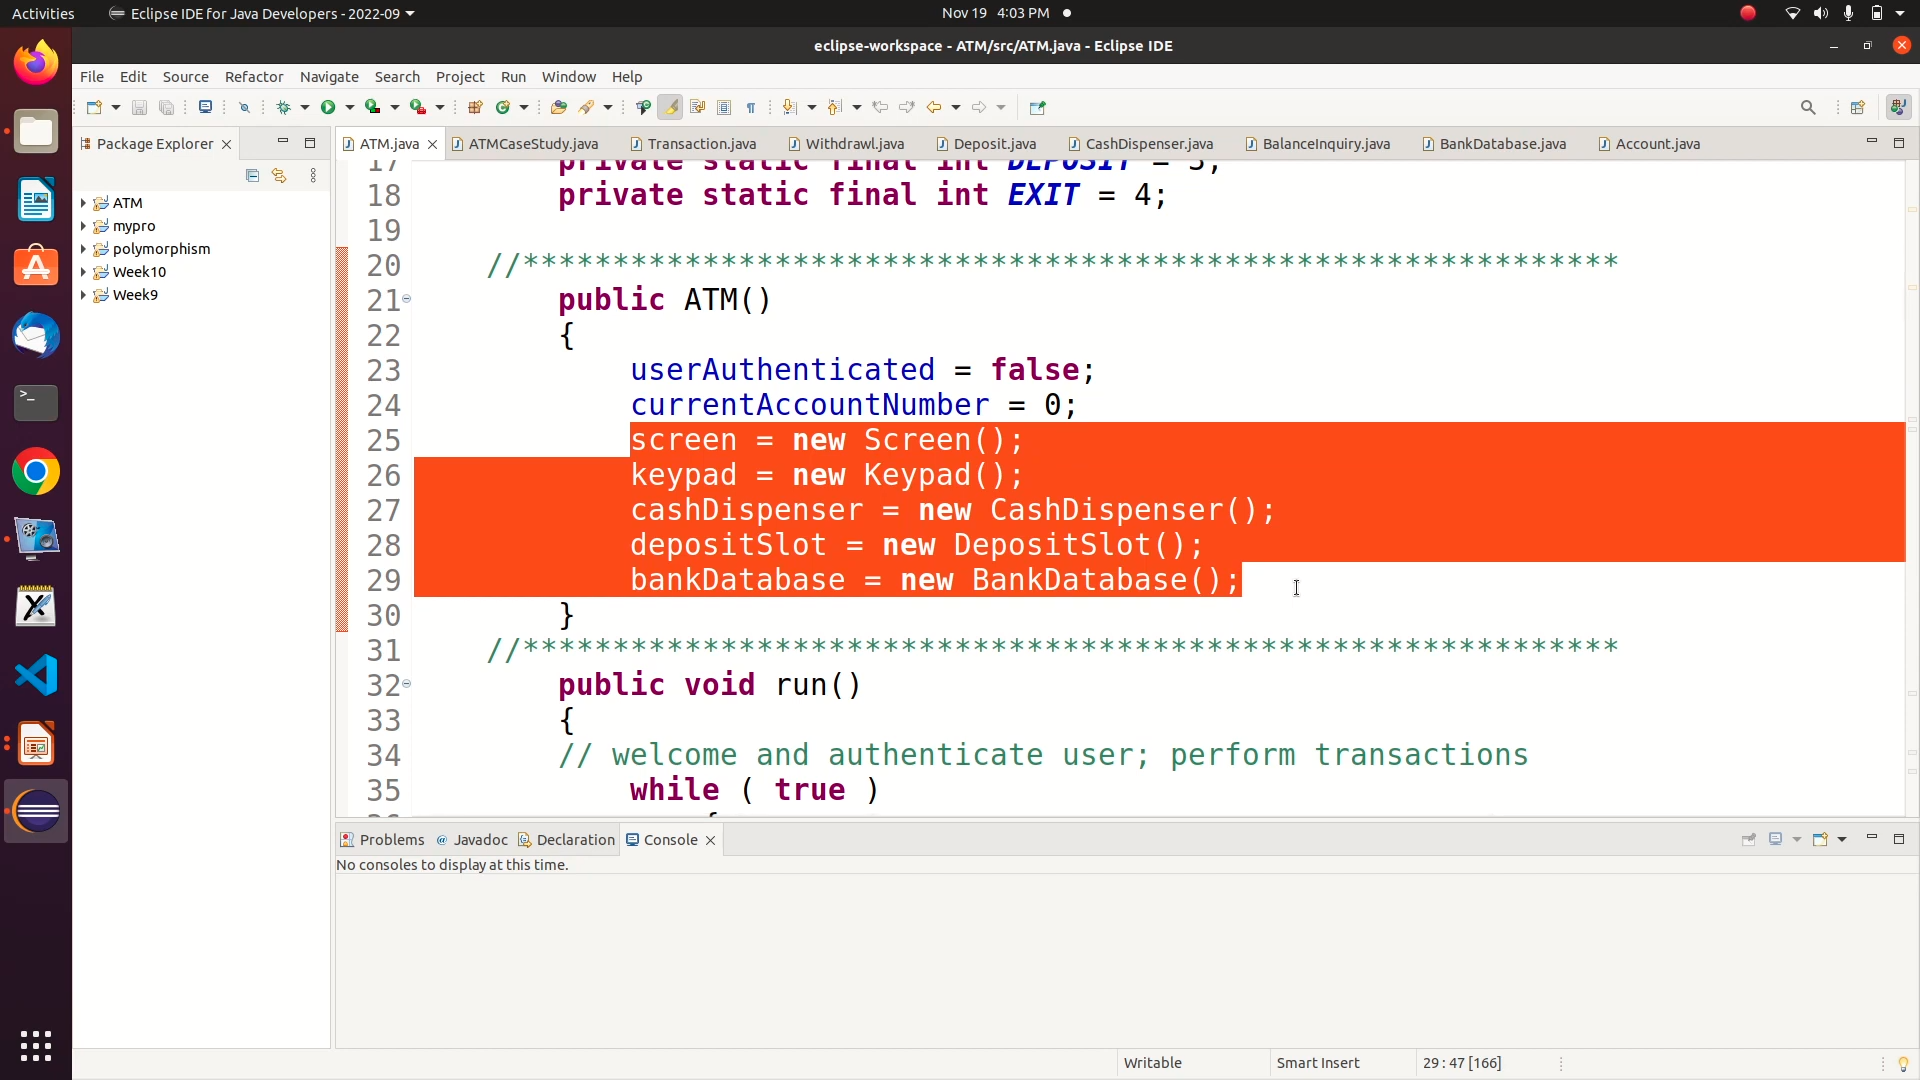 Activities Eclipse IDE for Java Developers - 2022-09 Nov 19 4:03 PM
eclipse-workspace - ATM/src/ATM.java - Eclipse IDE
File Edit Source Refactor Navigate Search Project Run Window Help
Package Explorer ATM.java ATMCaseStudy.java Transaction.java Withdrawl.java Deposit.java CashDispenser.java BalanceInquiry.java BankDatabase.java Account.java
ATM
mypro
polymorphism
Week10
Week9
17 private static final int DEPOSIT = 3;
18 private static final int EXIT = 4;
19
20 //*************************************************************
21 public ATM()
22 {
23 userAuthenticated = false;
24 currentAccountNumber = 0;
25 screen = new Screen();
26 keypad = new Keypad();
27 cashDispenser = new CashDispenser();
28 depositSlot = new DepositSlot();
29 bankDatabase = new BankDatabase();
30 }
31 //*************************************************************
32 public void run()
33 {
34 // welcome and authenticate user; perform transactions
35 while ( true )
Problems Javadoc Declaration Console
No consoles to display at this time.
Writable Smart Insert 29 : 47 [166]